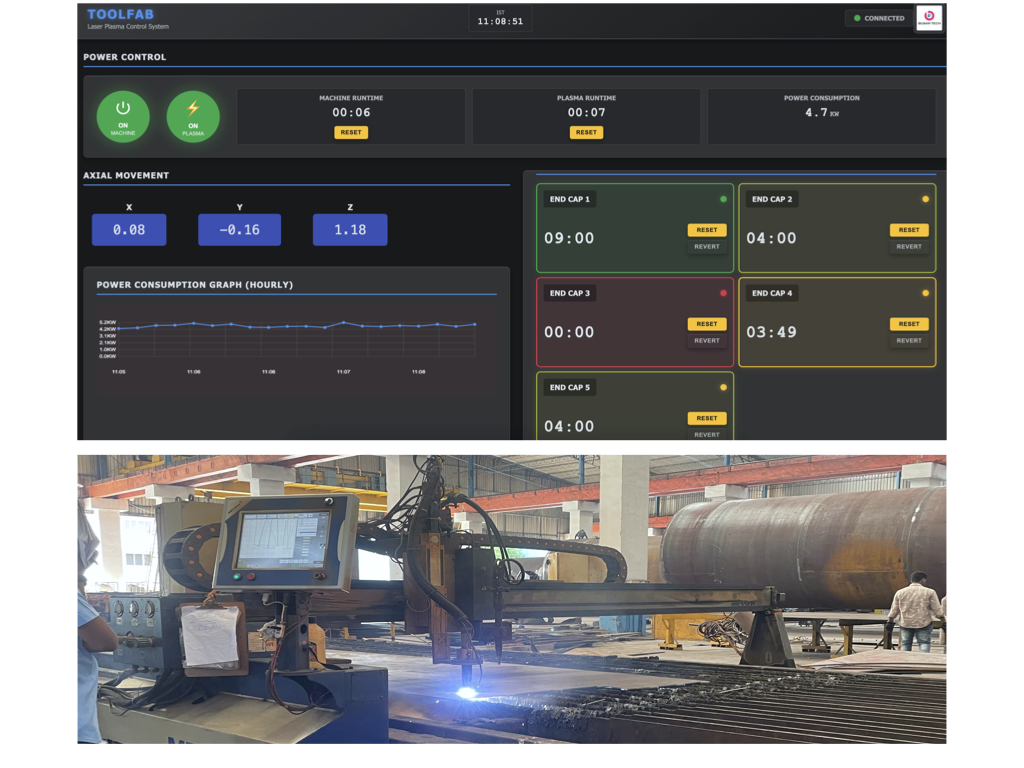 TOOLFAB
Laser Plasma Control System
IST
11:08:51
CONNECTED
POWER CONTROL
ON
MACHINE
ON
PLASMA
MACHINE RUNTIME
00:06
RESET
PLASMA RUNTIME
00:07
RESET
POWER CONSUMPTION
4.7 KW
AXIAL MOVEMENT
X
Y
Z
0.08
-0.16
1.18
POWER CONSUMPTION GRAPH (HOURLY)
5.2KW
4.2KW
3.1KW
2.1KW
1.0KW
0.0KW
11:05
11:06
11:06
11:07
11:08
END CAP 1
09:00
RESET
REVERT
END CAP 2
04:00
RESET
REVERT
END CAP 3
00:00
RESET
REVERT
END CAP 4
03:49
RESET
REVERT
END CAP 5
04:00
RESET
REVERT